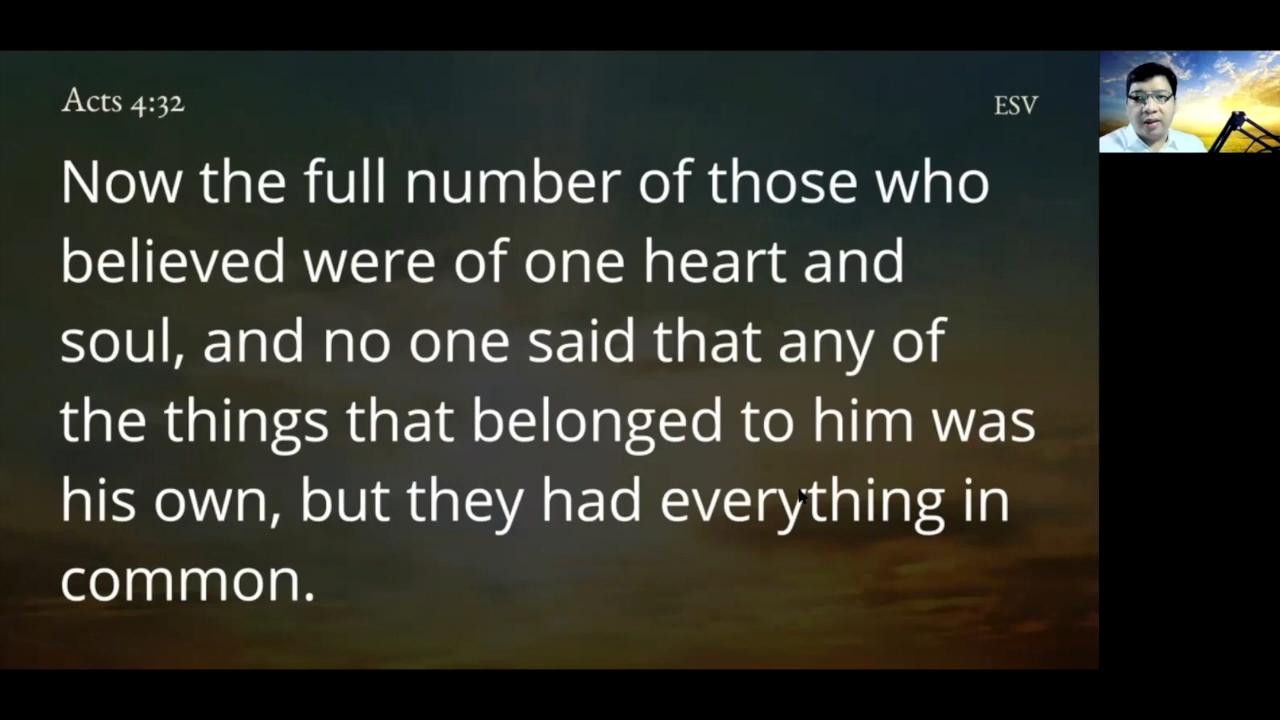 Acts 4:32
ESV
Now the full number of those who
believed were of one heart and
soul, and no one said that any of
the things that belonged to him was
his own, but they had everything in
common.